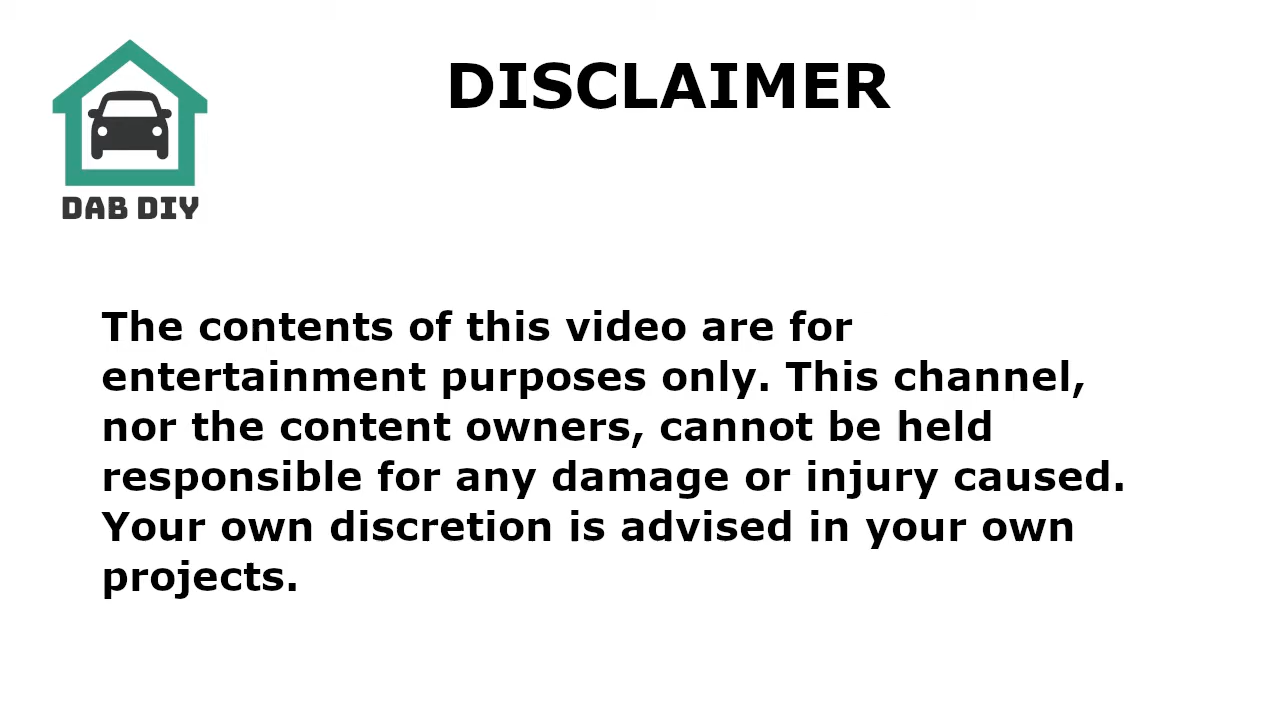 DISCLAIMER
DAB DIY
The contents of this video are for
entertainment purposes only. This channel,
nor the content owners, cannot be held
responsible for any damage or injury caused.
Your own discretion is advised in your own
projects.